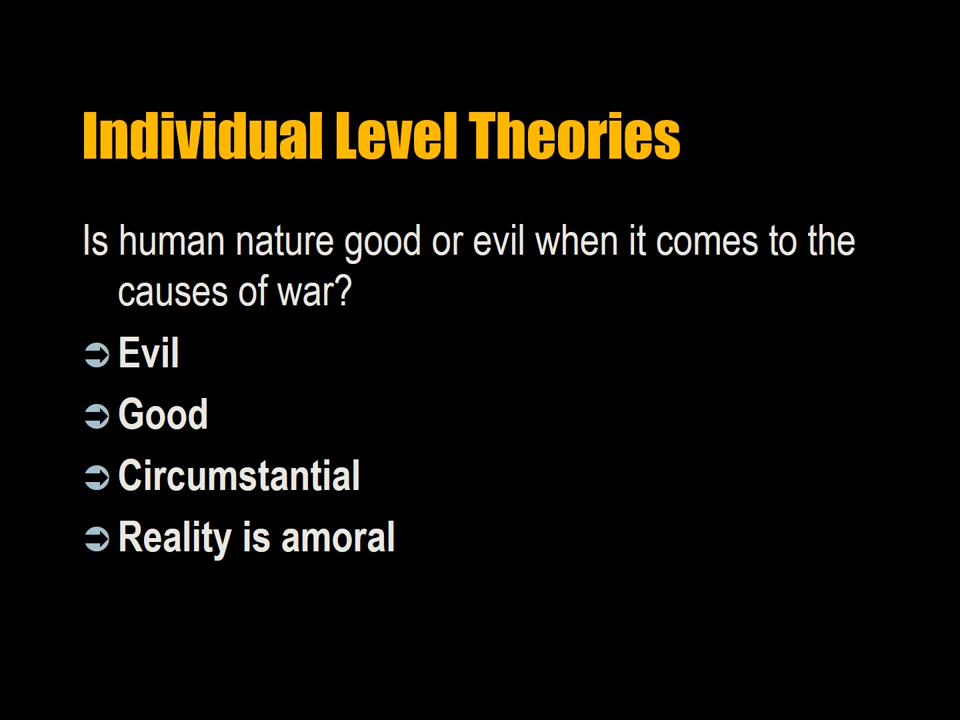 Individual Level Theories
Is human nature good or evil when it comes to the
causes of war?
Evil
Good
Circumstantial
Reality is amoral